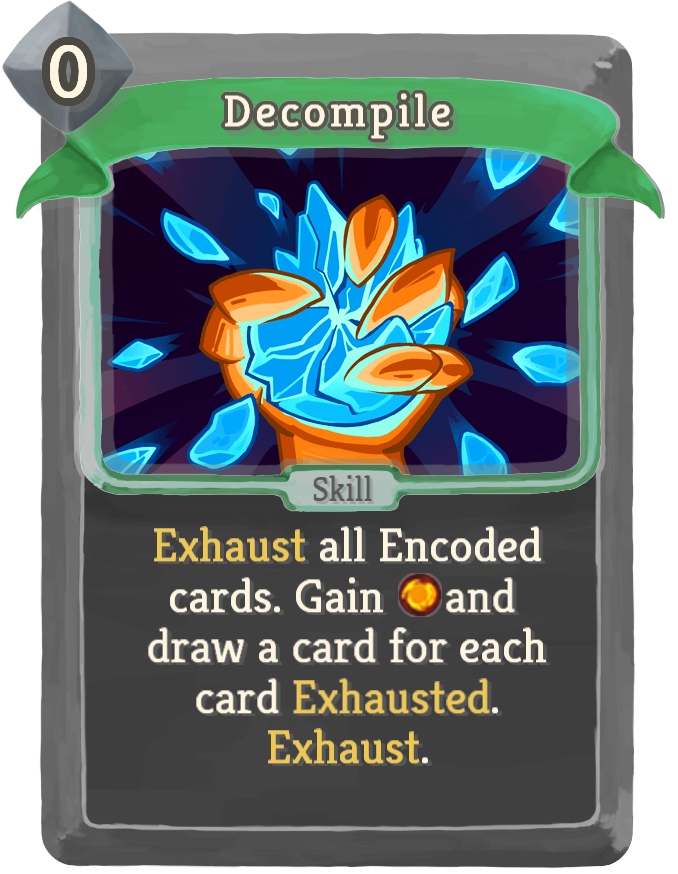 0
Decompile
Skill
Exhaust all Encoded
cards. Gain and
draw a card for each
card Exhausted.
Exhaust.